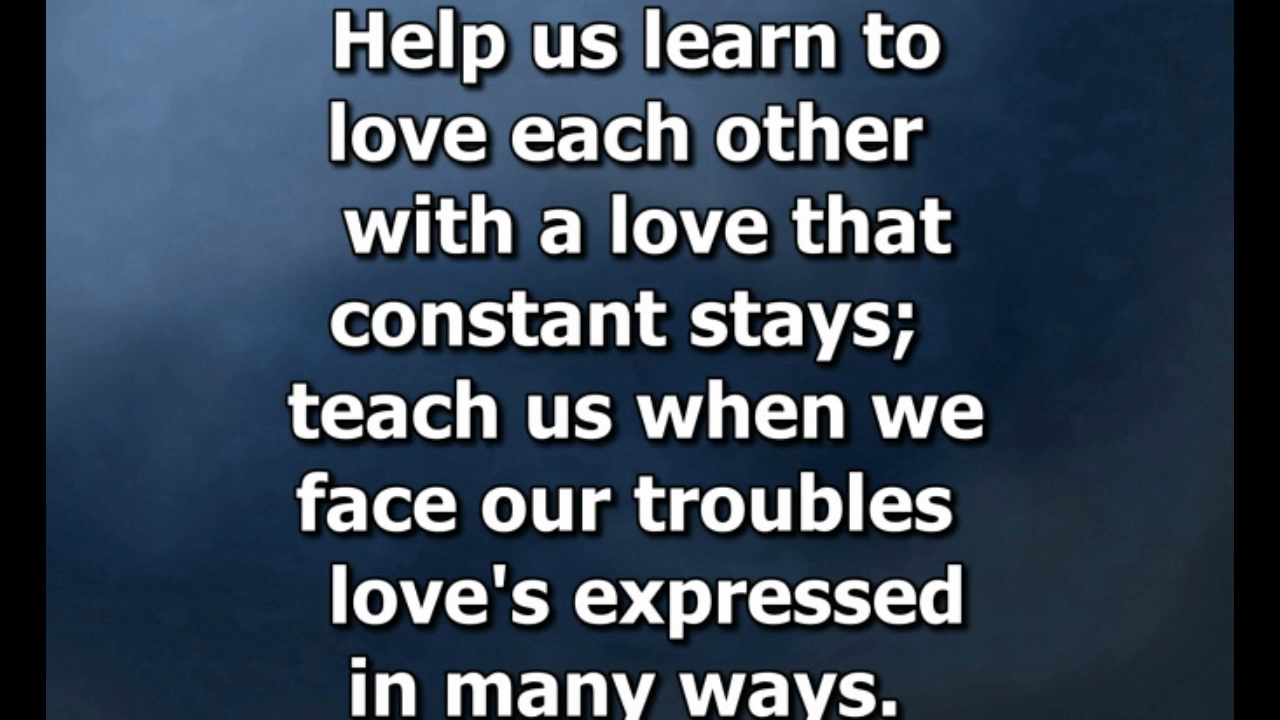 Help us learn to
love each other
with a love that
constant stays;
teach us when we
face our troubles
love's expressed
in many ways.